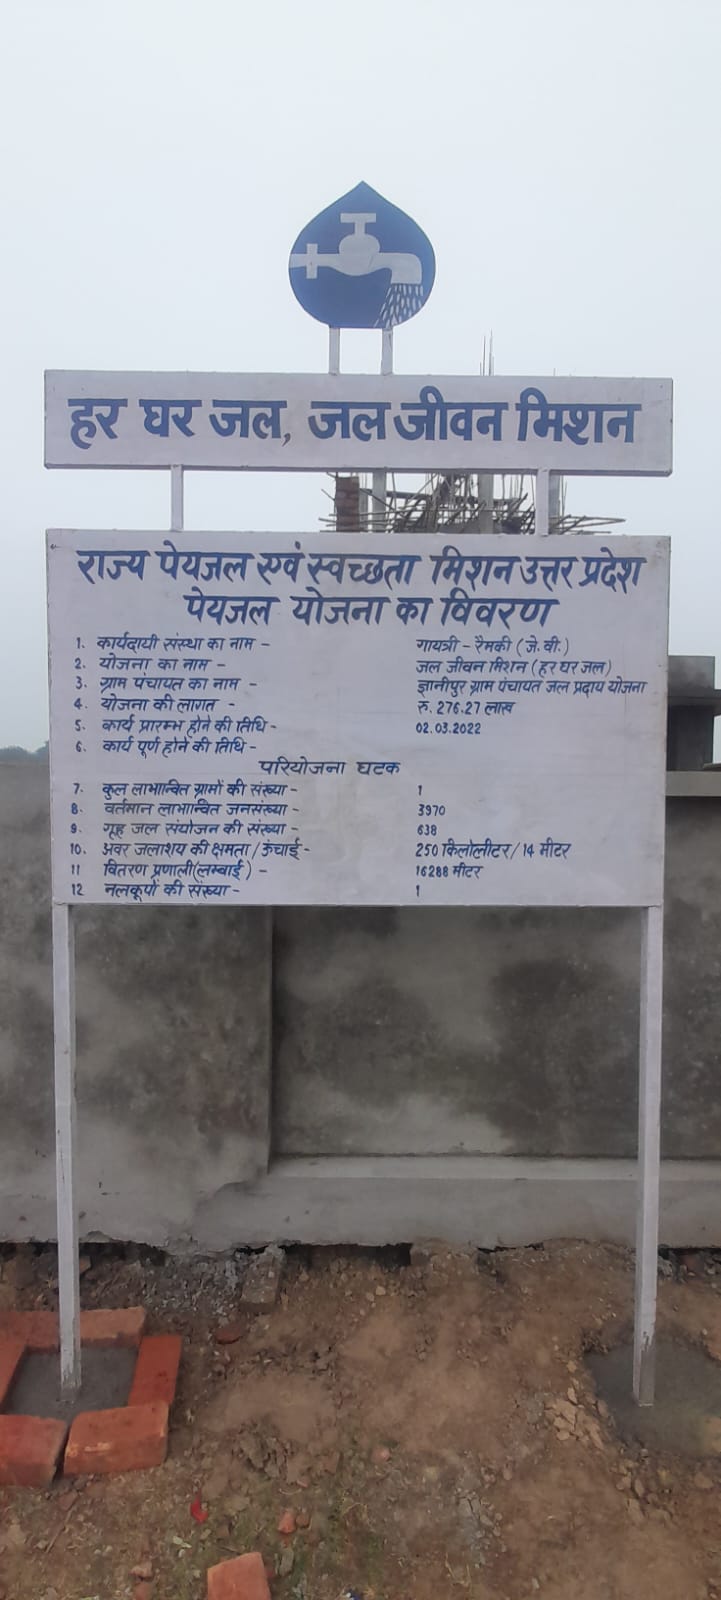 हर घर जल, जल जीवन मिशन
राज्य पेयजल एवं स्वच्छता मिशन उत्तर प्रदेश
पेयजल योजना का विवरण
1. कार्यदायी संस्था का नाम - गायत्री - रैमकी (जे. वी.)
2. योजना का नाम - जल जीवन मिशन (हर घर जल)
3. ग्राम पंचायत का नाम - ज्ञानीपुर ग्राम पंचायत जल प्रदाय योजना
4. योजना की लागत - रु. 276.27 लाख
5. कार्य प्रारम्भ होने की तिथि - 02.03.2022
6. कार्य पूर्ण होने की तिथि -
परियोजना घटक
7. कुल लाभान्वित ग्रामों की संख्या - 1
8. वर्तमान लाभान्वित जनसंख्या - 3970
9. गृह जल संयोजन की संख्या - 638
10. अवर जलाशय की क्षमता / ऊंचाई - 250 किलोलीटर / 14 मीटर
11 वितरण प्रणाली (लम्बाई) - 16288 मीटर
12 नलकूपों की संख्या - 1